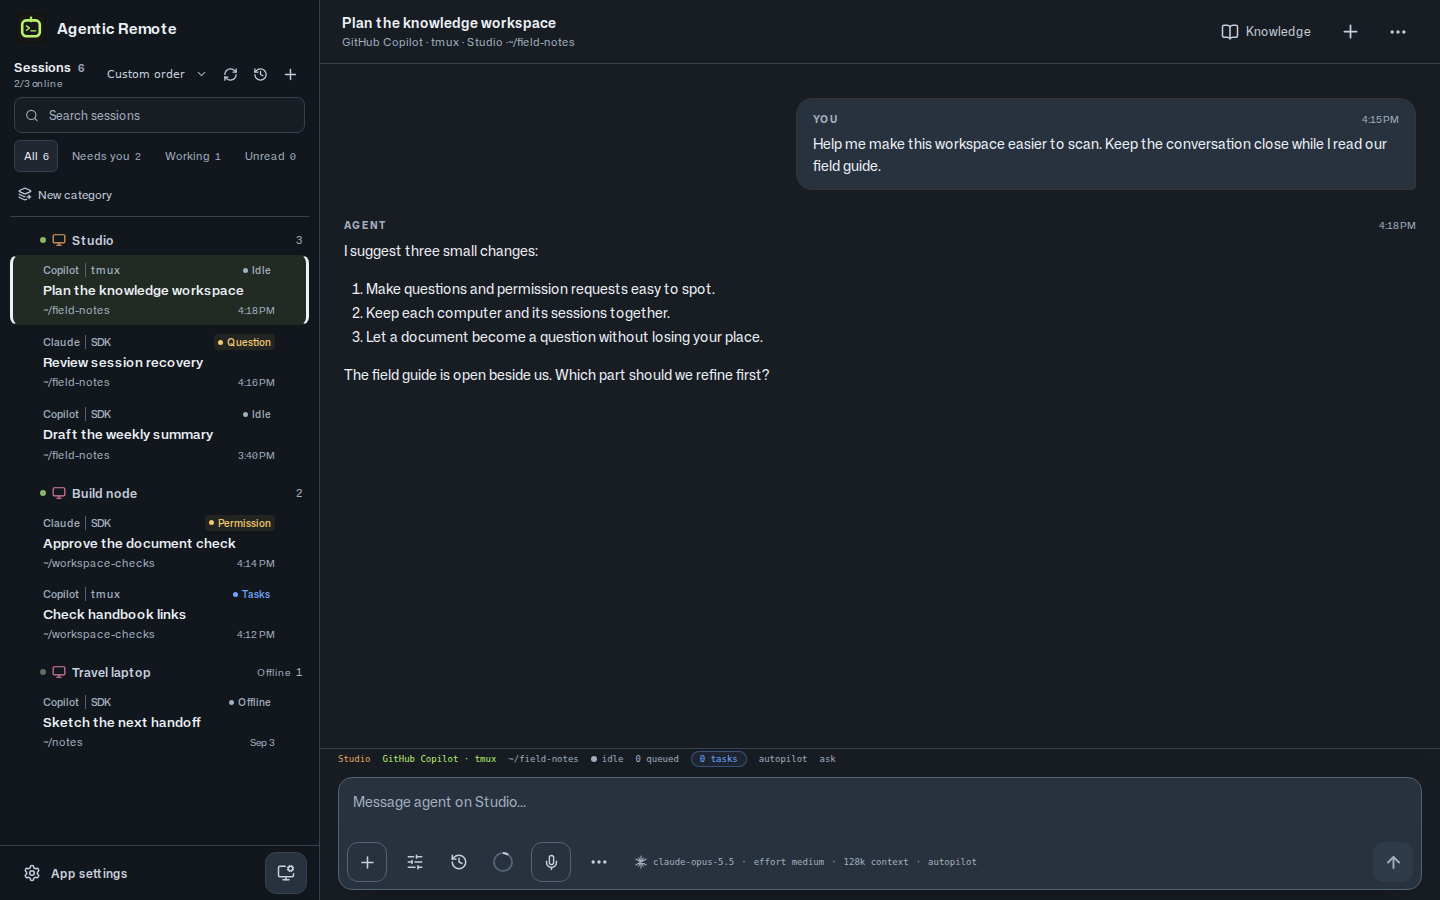 Agentic Remote
Sessions 6
2/3 online
Custom order
Search sessions
All 6
Needs you 2
Working 1
Unread 0
New category
Studio 3
Copilot | tmux
Idle
Plan the knowledge workspace
~/field-notes
4:18 PM
Claude | SDK
Question
Review session recovery
~/field-notes
4:16 PM
Copilot | SDK
Idle
Draft the weekly summary
~/field-notes
3:40 PM
Build node 2
Claude | SDK
Permission
Approve the document check
~/workspace-checks
4:14 PM
Copilot | tmux
Tasks
Check handbook links
~/workspace-checks
4:12 PM
Travel laptop
Offline 1
Copilot | SDK
Offline
Sketch the next handoff
~/notes
Sep 3
App settings
Plan the knowledge workspace
GitHub Copilot · tmux · Studio · ~/field-notes
Knowledge
YOU
4:15 PM
Help me make this workspace easier to scan. Keep the conversation close while I read our
field guide.
AGENT
4:18 PM
I suggest three small changes:
1. Make questions and permission requests easy to spot.
2. Keep each computer and its sessions together.
3. Let a document become a question without losing your place.
The field guide is open beside us. Which part should we refine first?
Studio GitHub Copilot · tmux ~/field-notes idle 0 queued 0 tasks autopilot ask
Message agent on Studio...
claude-opus-5.5 · effort medium · 128k context · autopilot